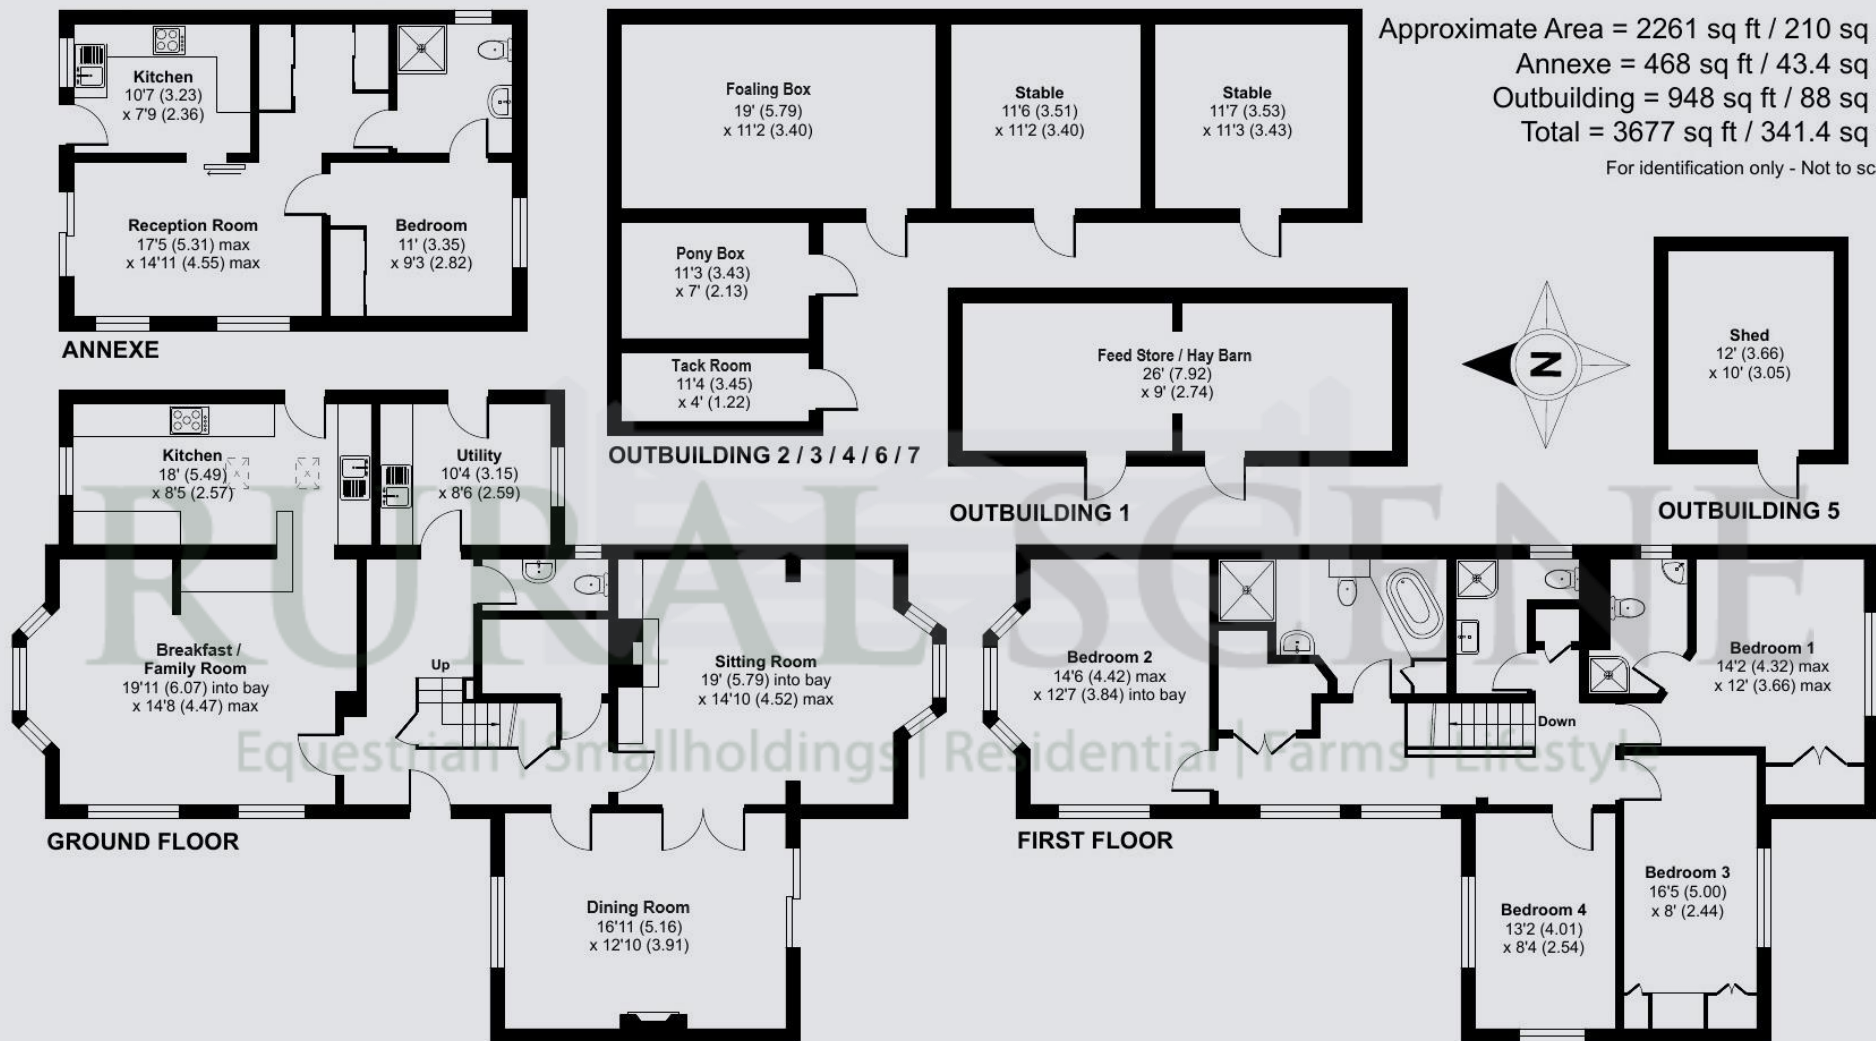 Approximate Area = 2261 sq ft / 210 sq
Annexe = 468 sq ft / 43.4 sq
Outbuilding = 948 sq ft / 88 sq
Total = 3677 sq ft / 341.4 sq
For identification only - Not to sc
Kitchen
10'7 (3.23)
x 7'9 (2.36)
Reception Room
17'5 (5.31) max
x 14'11 (4.55) max
Bedroom
11' (3.35)
x 9'3 (2.82)
ANNEXE
Foaling Box
19' (5.79)
x 11'2 (3.40)
Stable
11'6 (3.51)
x 11'2 (3.40)
Stable
11'7 (3.53)
x 11'3 (3.43)
Pony Box
11'3 (3.43)
x 7' (2.13)
Tack Room
11'4 (3.45)
x 4' (1.22)
OUTBUILDING 2 / 3 / 4 / 6 / 7
Feed Store / Hay Barn
26' (7.92)
x 9' (2.74)
OUTBUILDING 1
N
Shed
12' (3.66)
x 10' (3.05)
OUTBUILDING 5
Kitchen
18' (5.49)
x 8'5 (2.57)
Utility
10'4 (3.15)
x 8'6 (2.59)
Breakfast /
Family Room
19'11 (6.07) into bay
x 14'8 (4.47) max
Up
Sitting Room
19' (5.79) into bay
x 14'10 (4.52) max
Dining Room
16'11 (5.16)
x 12'10 (3.91)
GROUND FLOOR
Bedroom 2
14'6 (4.42) max
x 12'7 (3.84) into bay
Down
Bedroom 1
14'2 (4.32) max
x 12' (3.66) max
Bedroom 3
16'5 (5.00)
x 8' (2.44)
Bedroom 4
13'2 (4.01)
x 8'4 (2.54)
FIRST FLOOR
RURAL SCENE
Equestrian | Smallholdings | Residential | Farms | Lifestyle